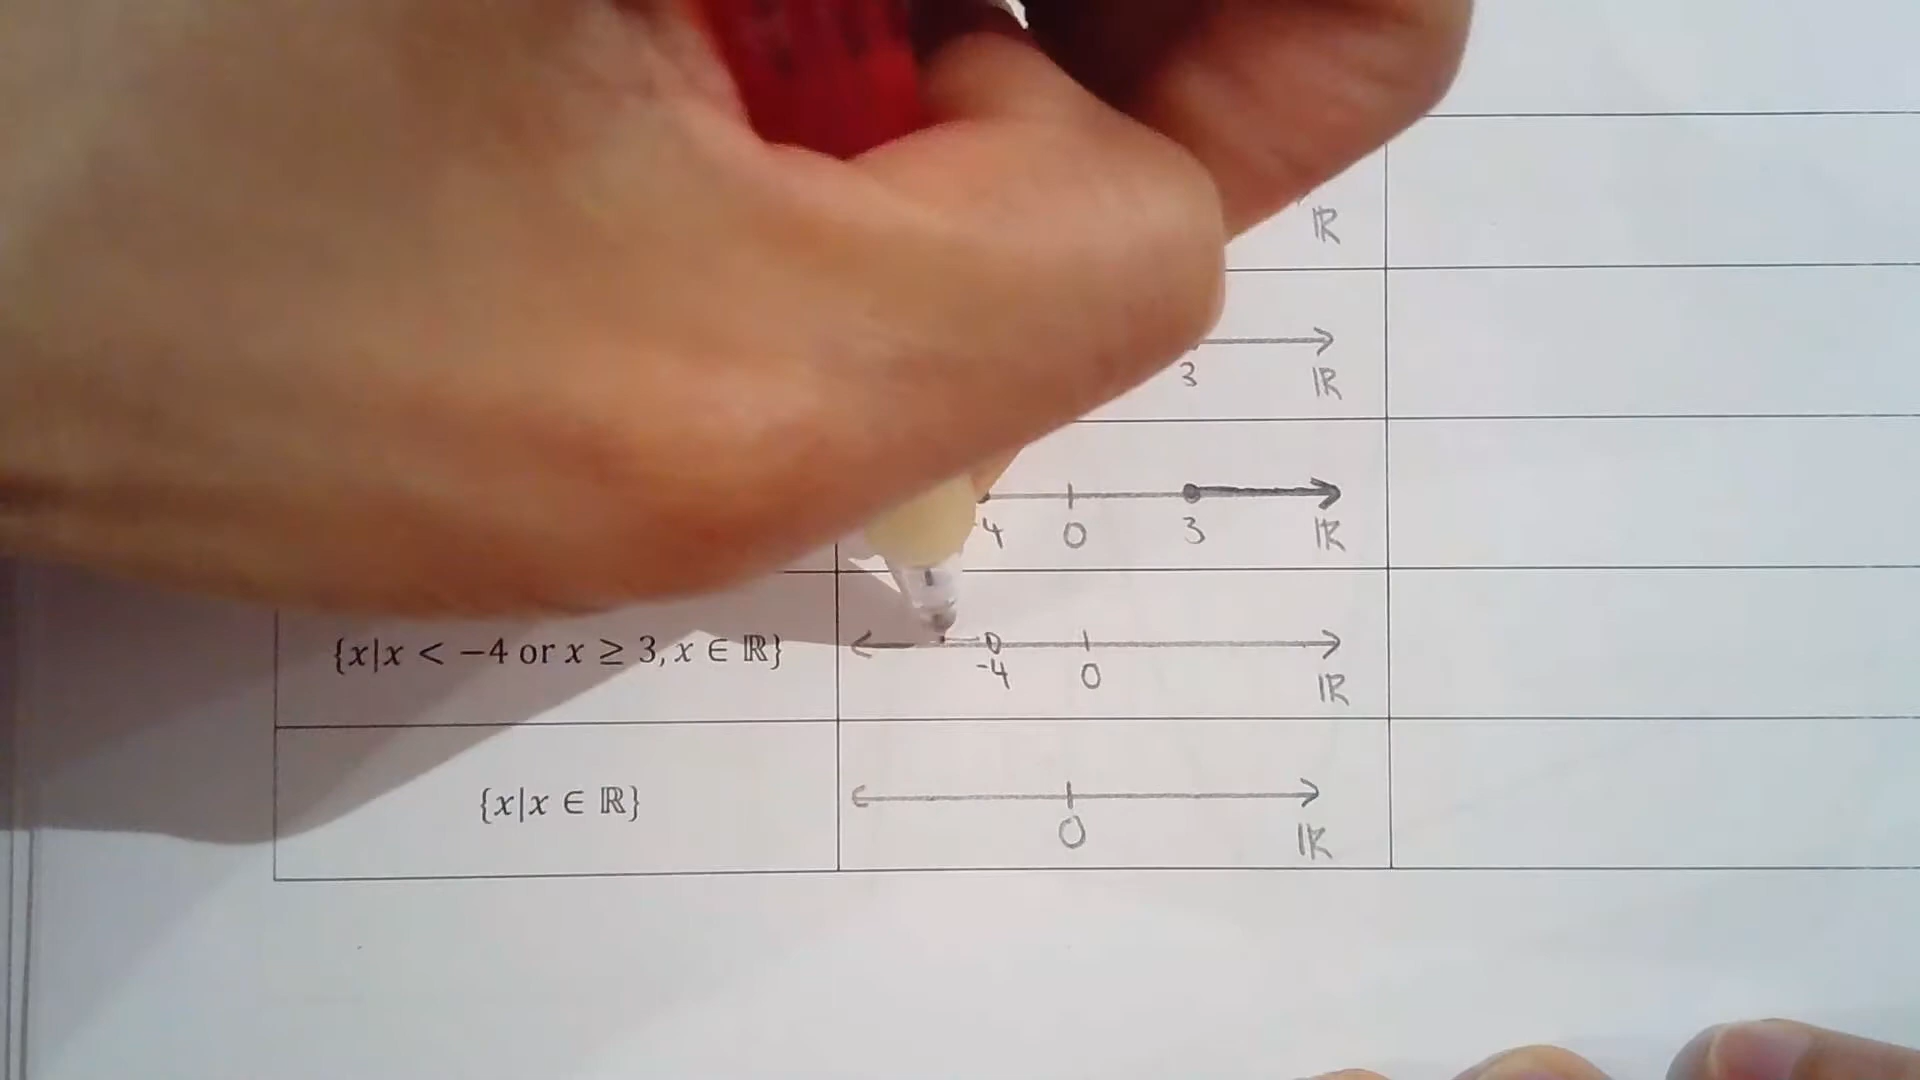 ℝ
3 ℝ
-4 0 3 ℝ
{x|x < −4 or x ≥ 3, x ∈ ℝ} -4 0 ℝ
{x|x ∈ ℝ} 0 ℝ